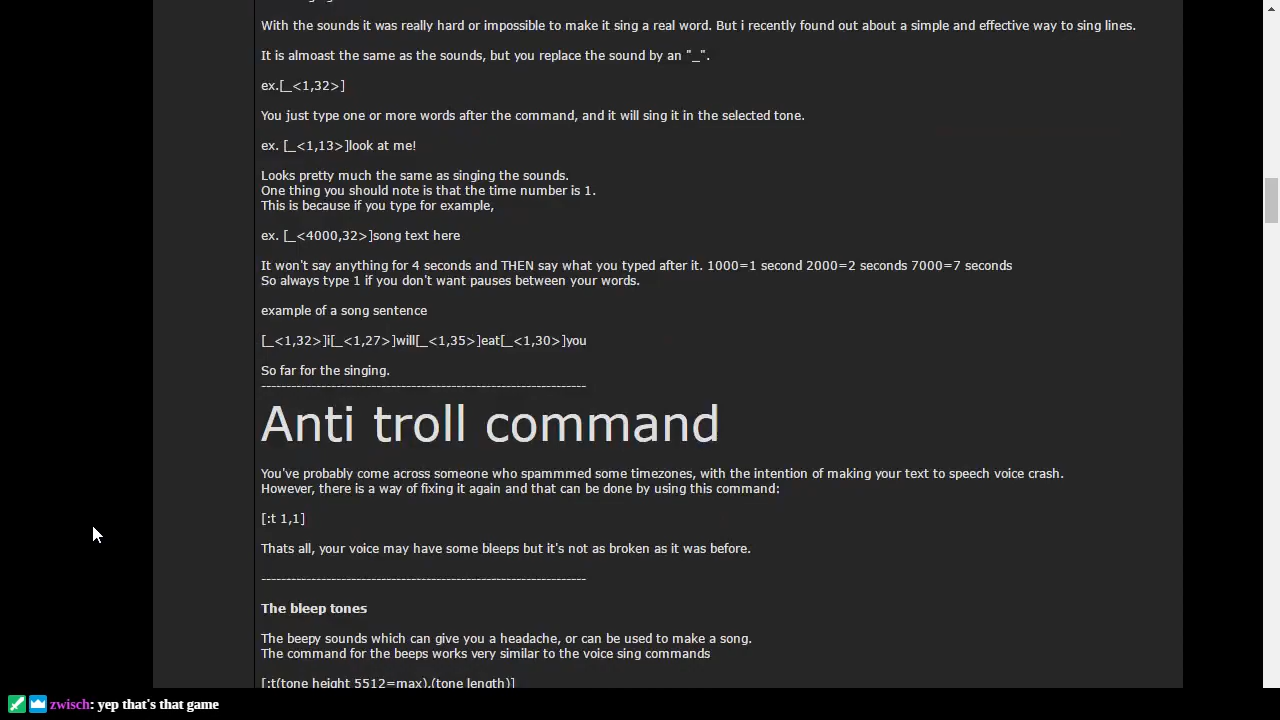 With the sounds it was really hard or impossible to make it sing a real word. But i recently found out about a simple and effective way to sing lines.
It is almoast the same as the sounds, but you replace the sound by an "_".
ex.[_<1,32>]
You just type one or more words after the command, and it will sing it in the selected tone.
ex. [_<1,13>]look at me!
Looks pretty much the same as singing the sounds.
One thing you should note is that the time number is 1.
This is because if you type for example,
ex. [_<4000,32>]song text here
It won't say anything for 4 seconds and THEN say what you typed after it. 1000=1 second 2000=2 seconds 7000=7 seconds
So always type 1 if you don't want pauses between your words.
example of a song sentence
[_<1,32>]i[_<1,27>]will[_<1,35>]eat[_<1,30>]you
So far for the singing.
-----------------------------------------------------------------
Anti troll command
You've probably come across someone who spammmed some timezones, with the intention of making your text to speech voice crash.
However, there is a way of fixing it again and that can be done by using this command:
[:t 1,1]
Thats all, your voice may have some bleeps but it's not as broken as it was before.
-----------------------------------------------------------------
The bleep tones
The beepy sounds which can give you a headache, or can be used to make a song.
The command for the beeps works very similar to the voice sing commands
[:t(tone height 5512=max),(tone length)]
zwisch: yep that's that game